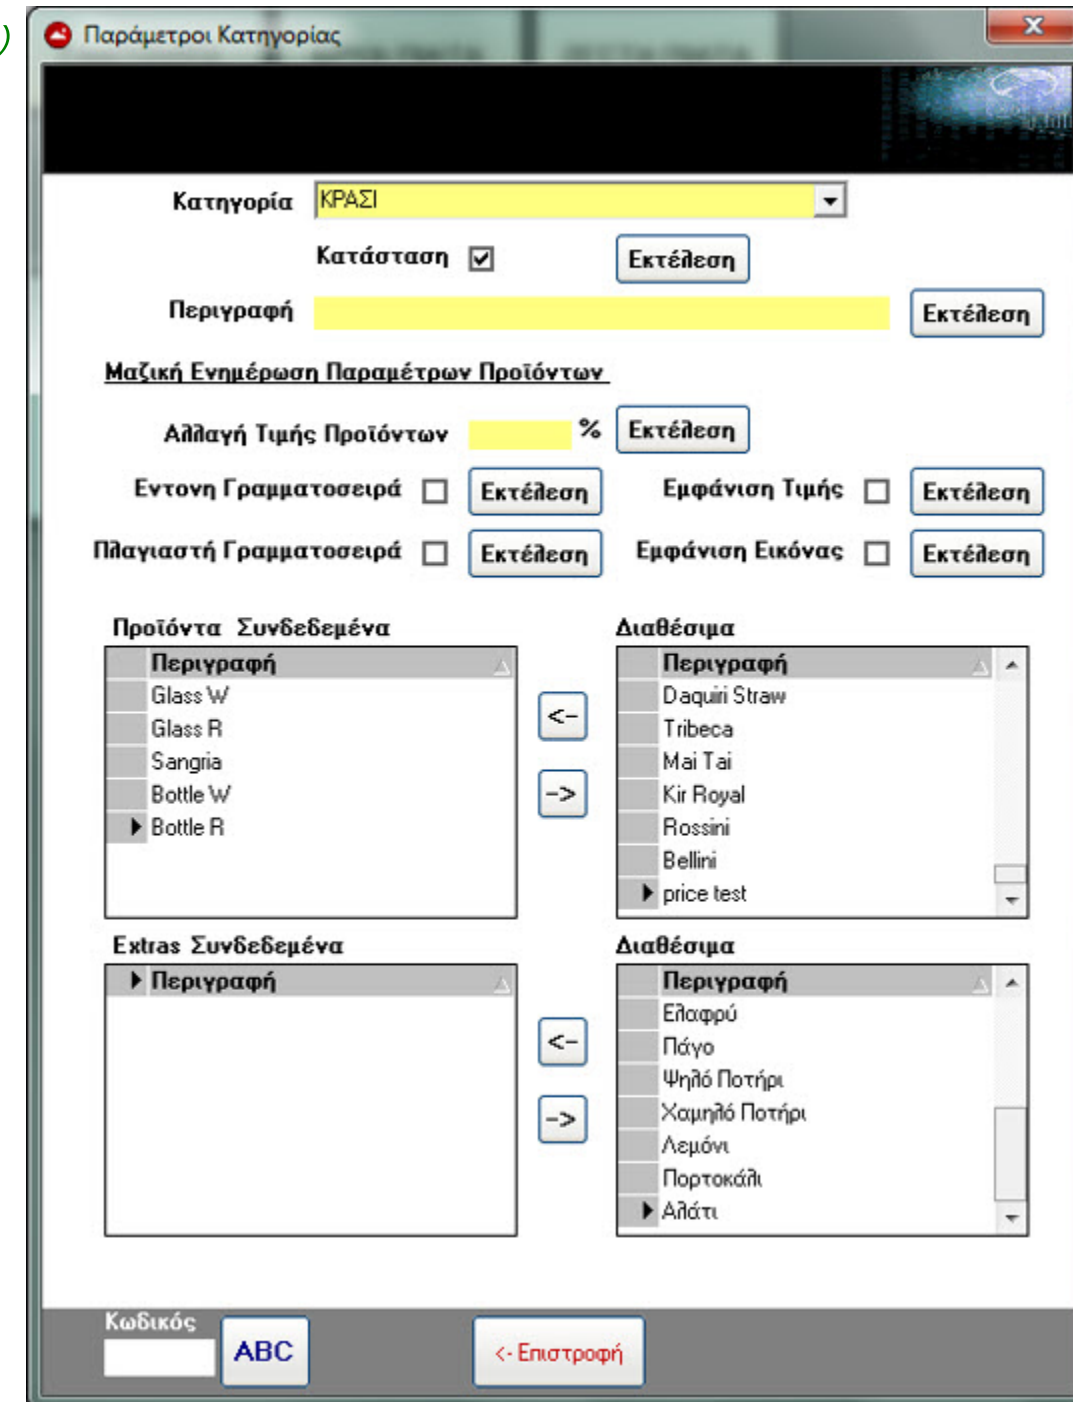 )
Παράμετροι Κατηγορίας
Κατηγορία ΚΡΑΣΙ
Κατάσταση Εκτέλεση
Περιγραφή Εκτέλεση
Μαζική Ενημέρωση Παραμέτρων Προϊόντων
Αλλαγή Τιμής Προϊόντων % Εκτέλεση
Εντονη Γραμματοσειρά Εκτέλεση Εμφάνιση Τιμής Εκτέλεση
Πλαγιαστή Γραμματοσειρά Εκτέλεση Εμφάνιση Εικόνας Εκτέλεση
Προϊόντα Συνδεδεμένα
Περιγραφή
Glass W
Glass R
Sangria
Bottle W
Bottle R
<-
->
Διαθέσιμα
Περιγραφή
Daquiri Straw
Tribeca
Mai Tai
Kir Royal
Rossini
Bellini
price test
Extras Συνδεδεμένα
Περιγραφή
<-
->
Διαθέσιμα
Περιγραφή
Ελαφρύ
Πάγο
Ψηλό Ποτήρι
Χαμηλό Ποτήρι
Λεμόνι
Πορτοκάλι
Αλάτι
Κωδικός
ABC
<- Επιστροφή